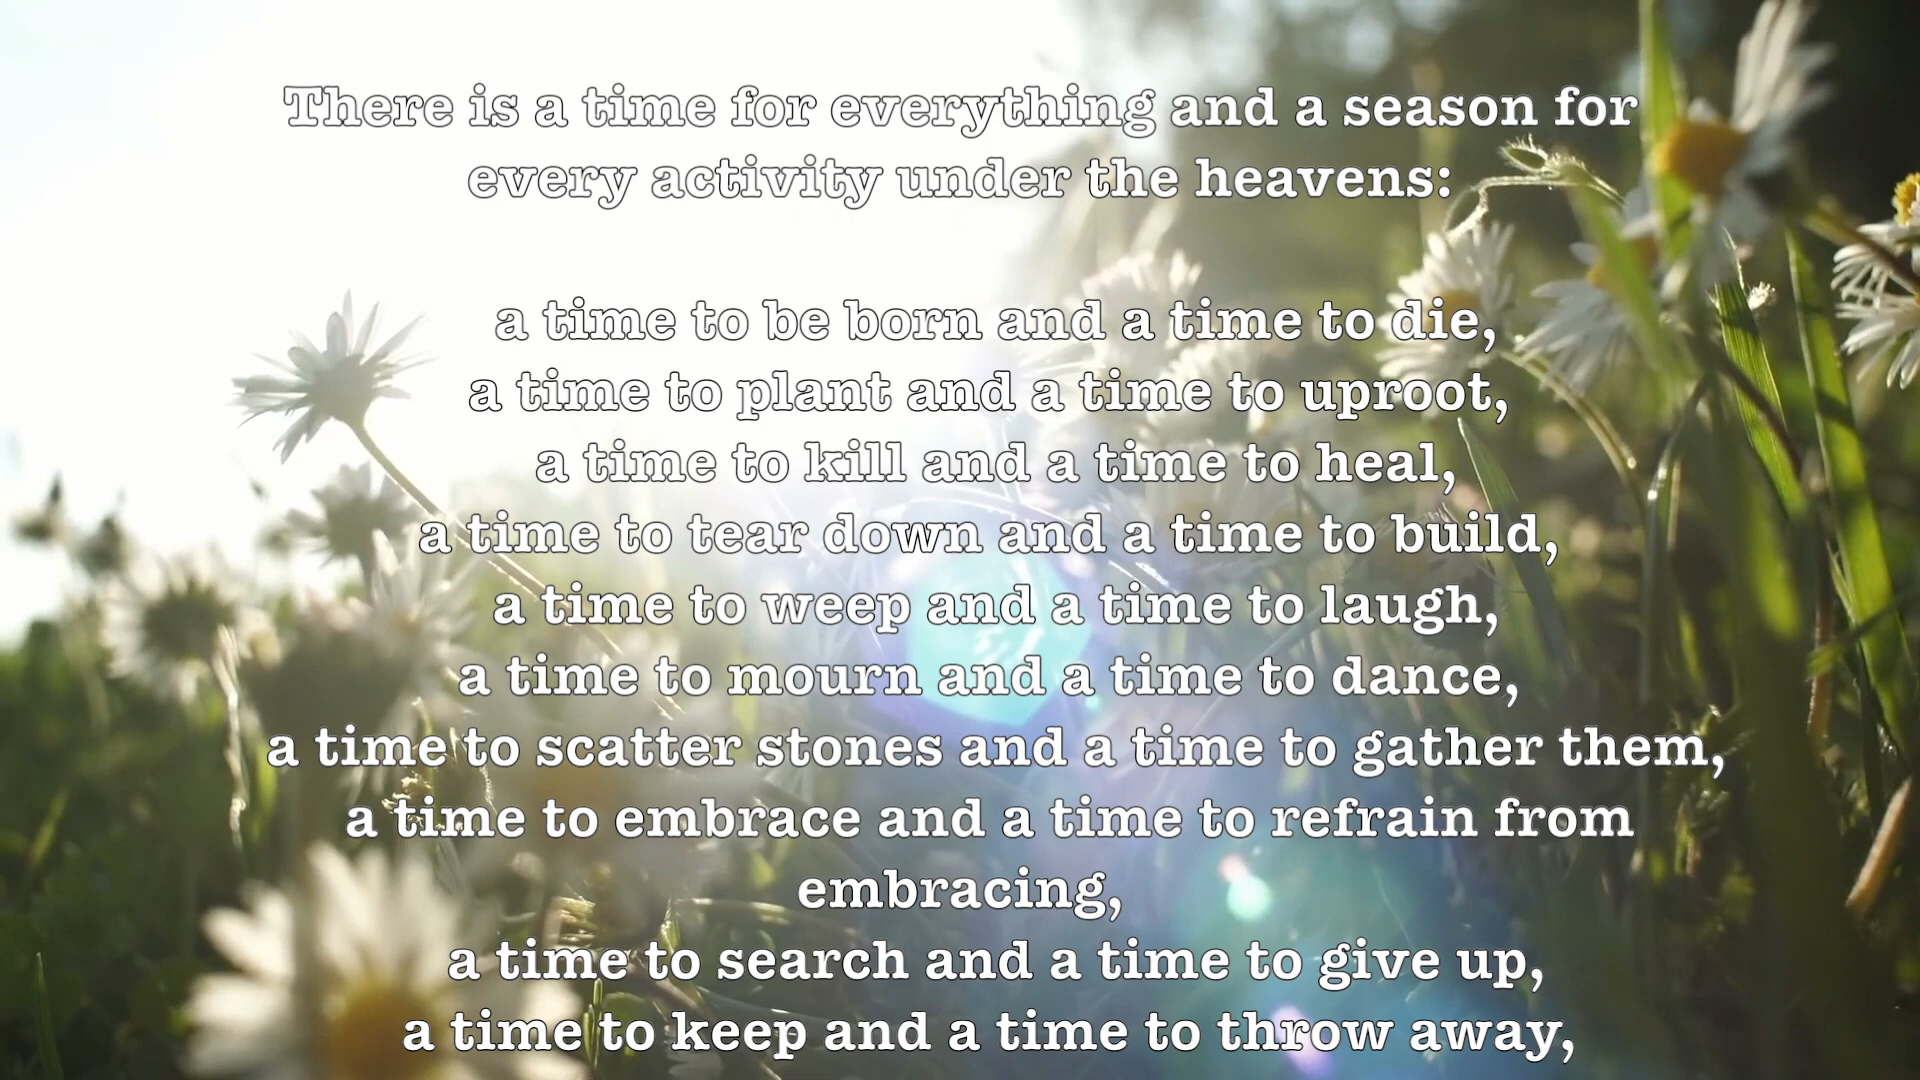 There is a time for everything and a season for
every activity under the heavens:
a time to be born and a time to die,
a time to plant and a time to uproot,
a time to kill and a time to heal,
a time to tear down and a time to build,
a time to weep and a time to laugh,
a time to mourn and a time to dance,
a time to scatter stones and a time to gather them,
a time to embrace and a time to refrain from
embracing,
a time to search and a time to give up,
a time to keep and a time to throw away,